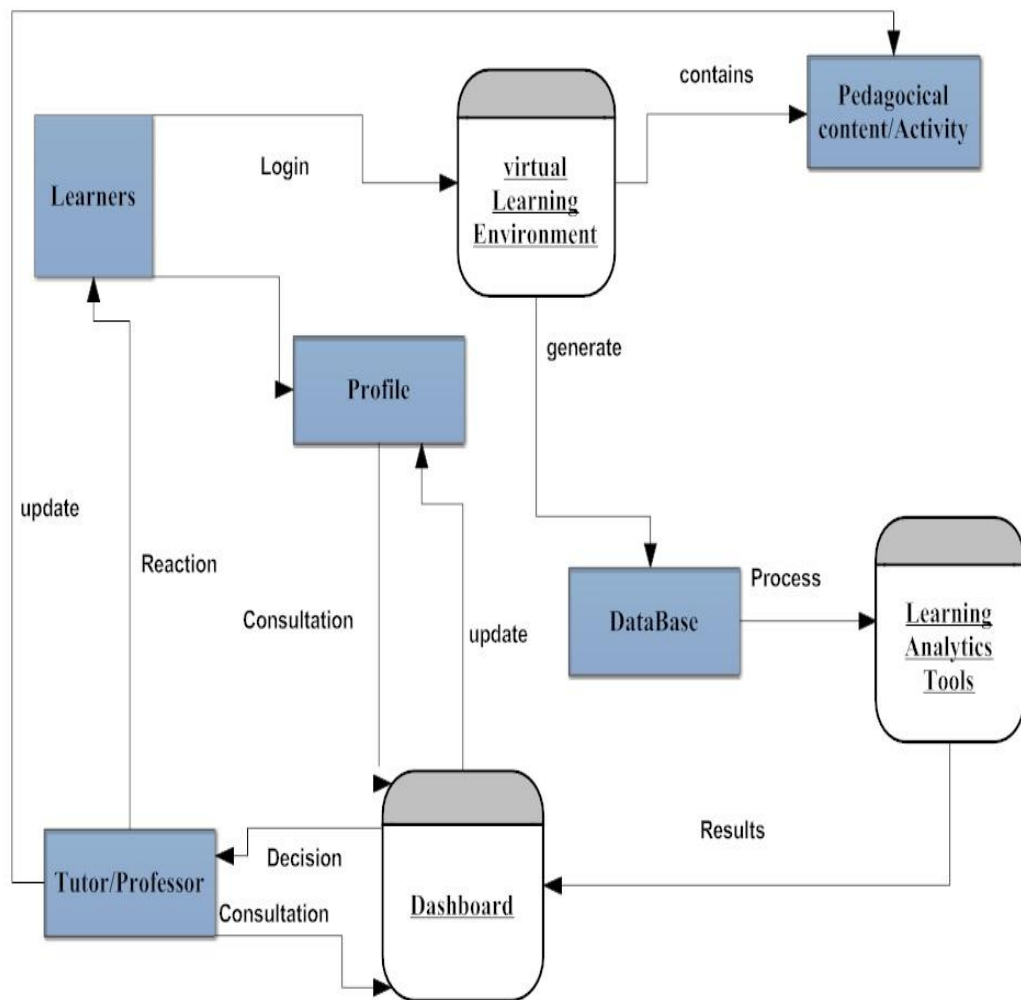 contains
Pedagocical
content/Activity
Login
virtual
Learning
Environment
Learners
generate
Profile
update
Reaction
Consultation
update
Process
DataBase
Learning
Analytics
Tools
Results
Decision
Tutor/Professor
Consultation
Dashboard